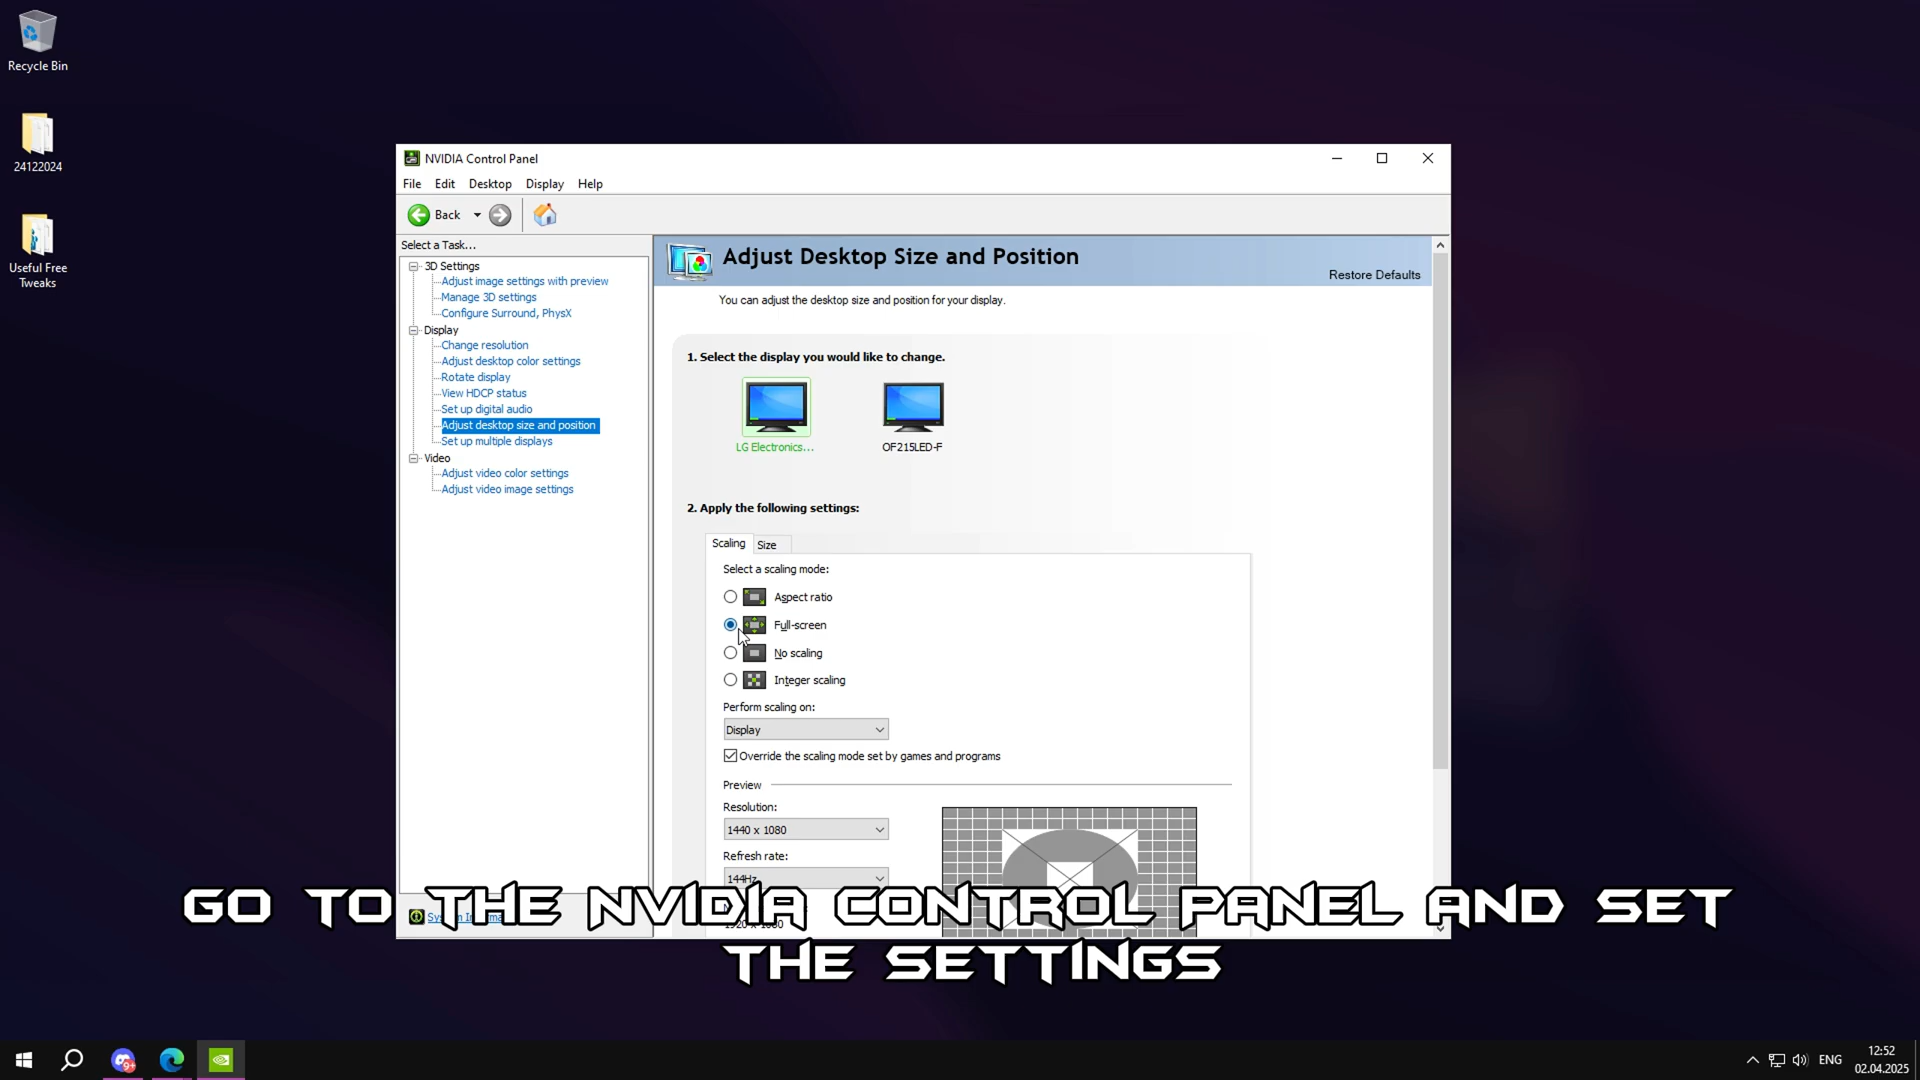 Recycle Bin
24122024
Useful Free
Tweaks
NVIDIA Control Panel
File Edit Desktop Display Help
Back
Select a Task...
3D Settings
Adjust image settings with preview
Manage 3D settings
Configure Surround, PhysX
Display
Change resolution
Adjust desktop color settings
Rotate display
View HDCP status
Set up digital audio
Adjust desktop size and position
Set up multiple displays
Video
Adjust video color settings
Adjust video image settings
Adjust Desktop Size and Position
Restore Defaults
You can adjust the desktop size and position for your display.
1. Select the display you would like to change.
LG Electronics...
OF215LED-F
2. Apply the following settings:
Scaling Size
Select a scaling mode:
Aspect ratio
Full-screen
No scaling
Integer scaling
Perform scaling on:
Display
Override the scaling mode set by games and programs
Preview
Resolution:
1440 x 1080
Refresh rate:
144Hz
1920 x 1080
GO TO THE NVIDIA CONTROL PANEL AND SET
THE SETTINGS
9+
ENG
12:52
02.04.2025